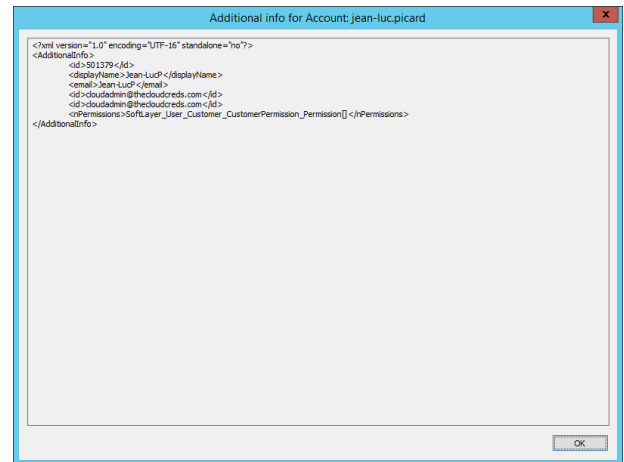 Additional info for Account: jean-luc.picard
x
<?xml version="1.0" encoding="UTF-16" standalone="no"?>
<AdditionalInfo>
<id>501379</id>
<displayName>Jean-LucP</displayName>
<email>Jean-LucP</email>
<id>cloudadmin@thecloudcreds.com</id>
<id>cloudadmin@thecloudcreds.com</id>
<nPermissions>SoftLayer_User_Customer_CustomerPermission_Permission[]</nPermissions>
</AdditionalInfo>
OK